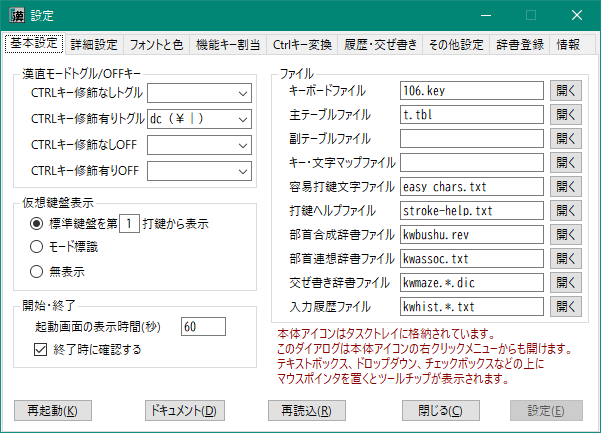 設定
基本設定 詳細設定 フォントと色 機能キー割当 Ctrlキー変換 履歴・交ぜ書き その他設定 辞書登録 情報
漢直モードトグル/OFFキー
CTRLキー修飾なしトグル
CTRLキー修飾有りトグル dc (￥｜)
CTRLキー修飾なしOFF
CTRLキー修飾有りOFF
仮想鍵盤表示
標準鍵盤を第 1 打鍵から表示
モード標識
無表示
開始・終了
起動画面の表示時間(秒) 60
終了時に確認する
ファイル
キーボードファイル 106.key 開く
主テーブルファイル t.tbl 開く
副テーブルファイル 開く
キー・文字マップファイル 開く
容易打鍵文字ファイル easy_chars.txt 開く
打鍵ヘルプファイル stroke-help.txt 開く
部首合成辞書ファイル kwbushu.rev 開く
部首連想辞書ファイル kwassoc.txt 開く
交ぜ書き辞書ファイル kwmaze.*.dic 開く
入力履歴ファイル kwhist.*.txt 開く
本体アイコンはタスクトレイに格納されています。
このダイアログは本体アイコンの右クリックメニューからも開けます。
テキストボックス、ドロップダウン、チェックボックスなどの上に
マウスポインタを置くとツールチップが表示されます。
再起動(K) ドキュメント(D) 再読込(R) 閉じる(C) 設定(E)